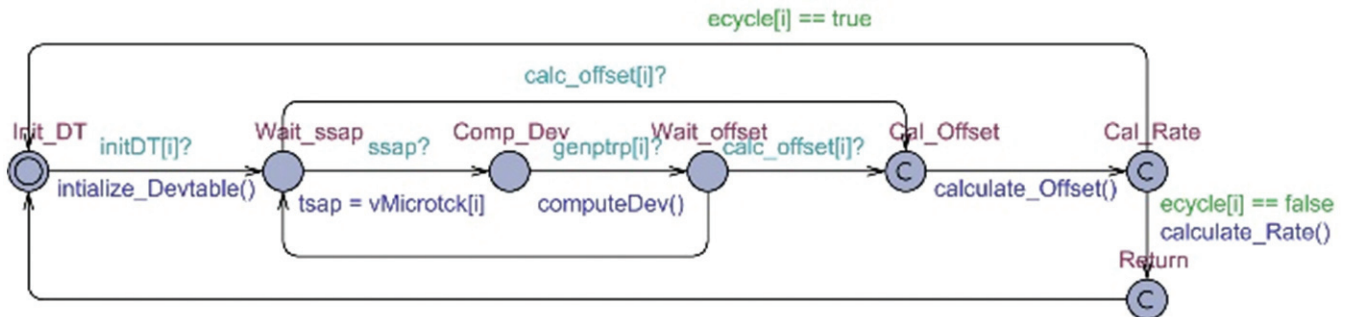 ecycle[i] == true
calc_offset[i]?
Init_DT
initDT[i]?
intialize_Devtable()
Wait_ssap
ssap?
tsap = vMicrotck[i]
Comp_Dev
genptrp[i]?
computeDev()
Wait_offset
calc_offset[i]?
Cal_Offset
C
calculate_Offset()
Cal_Rate
C
ecycle[i] == false
calculate_Rate()
Return
C